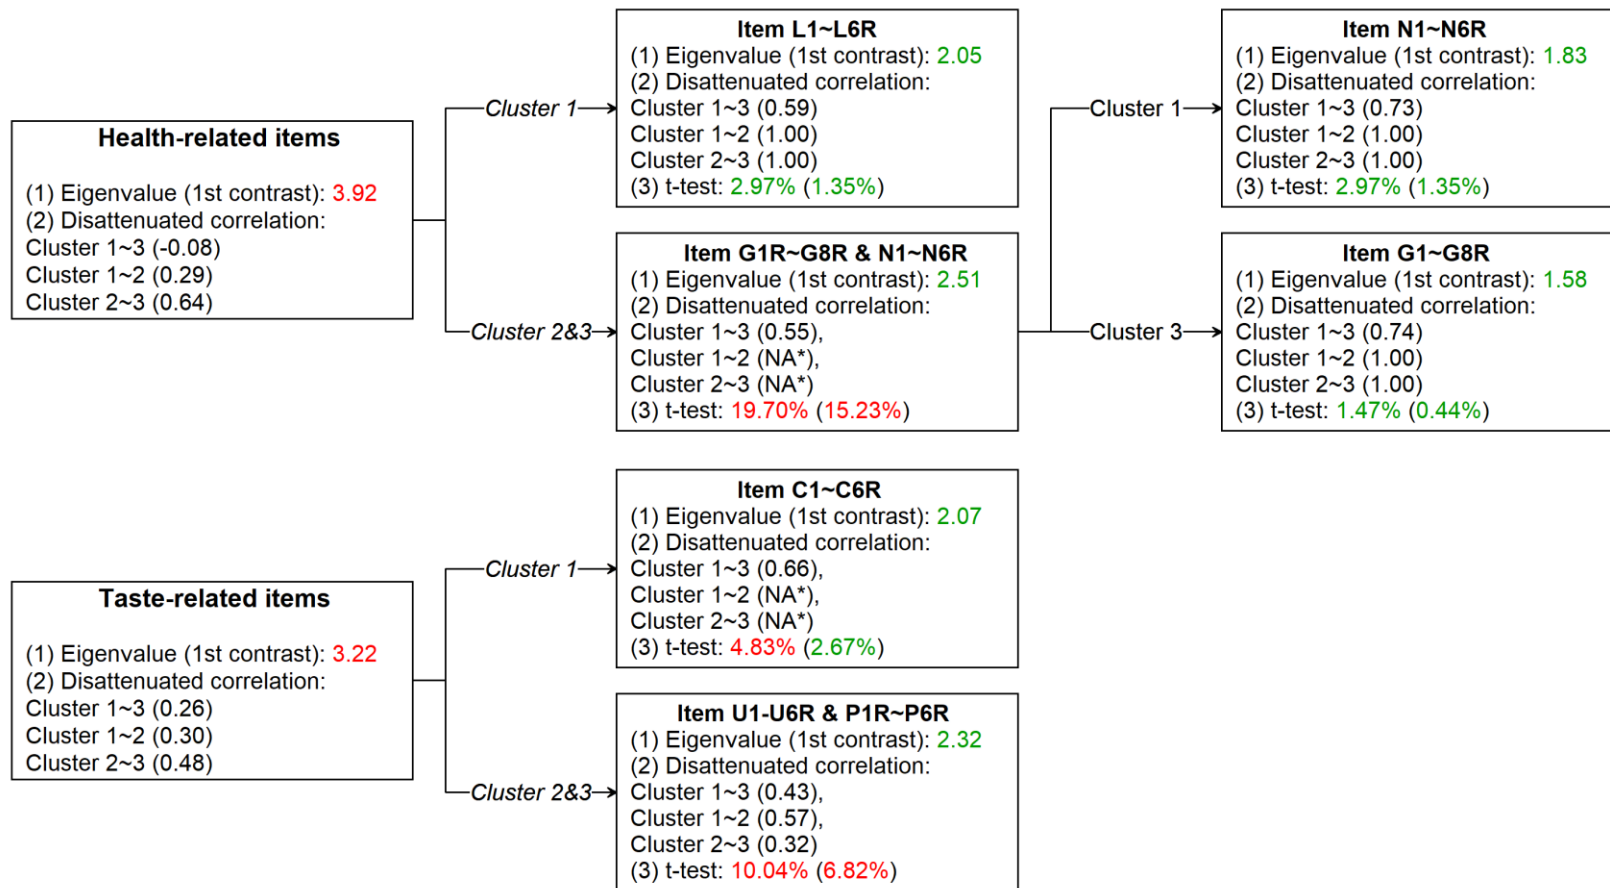 Health-related items
(1) Eigenvalue (1st contrast): 3.92
(2) Disattenuated correlation:
Cluster 1~3 (-0.08)
Cluster 1~2 (0.29)
Cluster 2~3 (0.64)
Cluster 1
Item L1~L6R
(1) Eigenvalue (1st contrast): 2.05
(2) Disattenuated correlation:
Cluster 1~3 (0.59)
Cluster 1~2 (1.00)
Cluster 2~3 (1.00)
(3) t-test: 2.97% (1.35%)
Cluster 2&3
Item G1R~G8R & N1~N6R
(1) Eigenvalue (1st contrast): 2.51
(2) Disattenuated correlation:
Cluster 1~3 (0.55),
Cluster 1~2 (NA*),
Cluster 2~3 (NA*)
(3) t-test: 19.70% (15.23%)
Cluster 1
Item N1~N6R
(1) Eigenvalue (1st contrast): 1.83
(2) Disattenuated correlation:
Cluster 1~3 (0.73)
Cluster 1~2 (1.00)
Cluster 2~3 (1.00)
(3) t-test: 2.97% (1.35%)
Cluster 3
Item G1~G8R
(1) Eigenvalue (1st contrast): 1.58
(2) Disattenuated correlation:
Cluster 1~3 (0.74)
Cluster 1~2 (1.00)
Cluster 2~3 (1.00)
(3) t-test: 1.47% (0.44%)
Taste-related items
(1) Eigenvalue (1st contrast): 3.22
(2) Disattenuated correlation:
Cluster 1~3 (0.26)
Cluster 1~2 (0.30)
Cluster 2~3 (0.48)
Cluster 1
Item C1~C6R
(1) Eigenvalue (1st contrast): 2.07
(2) Disattenuated correlation:
Cluster 1~3 (0.66),
Cluster 1~2 (NA*),
Cluster 2~3 (NA*)
(3) t-test: 4.83% (2.67%)
Cluster 2&3
Item U1-U6R & P1R~P6R
(1) Eigenvalue (1st contrast): 2.32
(2) Disattenuated correlation:
Cluster 1~3 (0.43),
Cluster 1~2 (0.57),
Cluster 2~3 (0.32)
(3) t-test: 10.04% (6.82%)